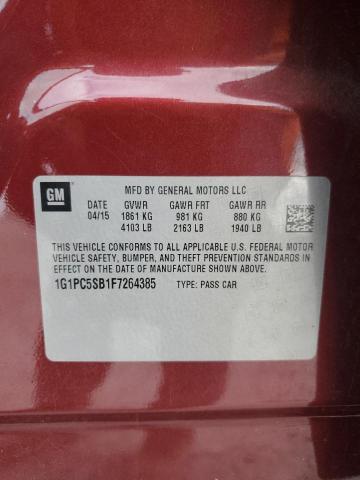 GM
MFD BY GENERAL MOTORS LLC
DATE GVWR GAWR FRT GAWR RR
04/15 1861 KG 981 KG 880 KG
4103 LB 2163 LB 1940 LB
THIS VEHICLE CONFORMS TO ALL APPLICABLE U.S. FEDERAL MOTOR
VEHICLE SAFETY, BUMPER, AND THEFT PREVENTION STANDARDS IN
EFFECT ON THE DATE OF MANUFACTURE SHOWN ABOVE.
1G1PC5SB1F7264385 TYPE: PASS CAR